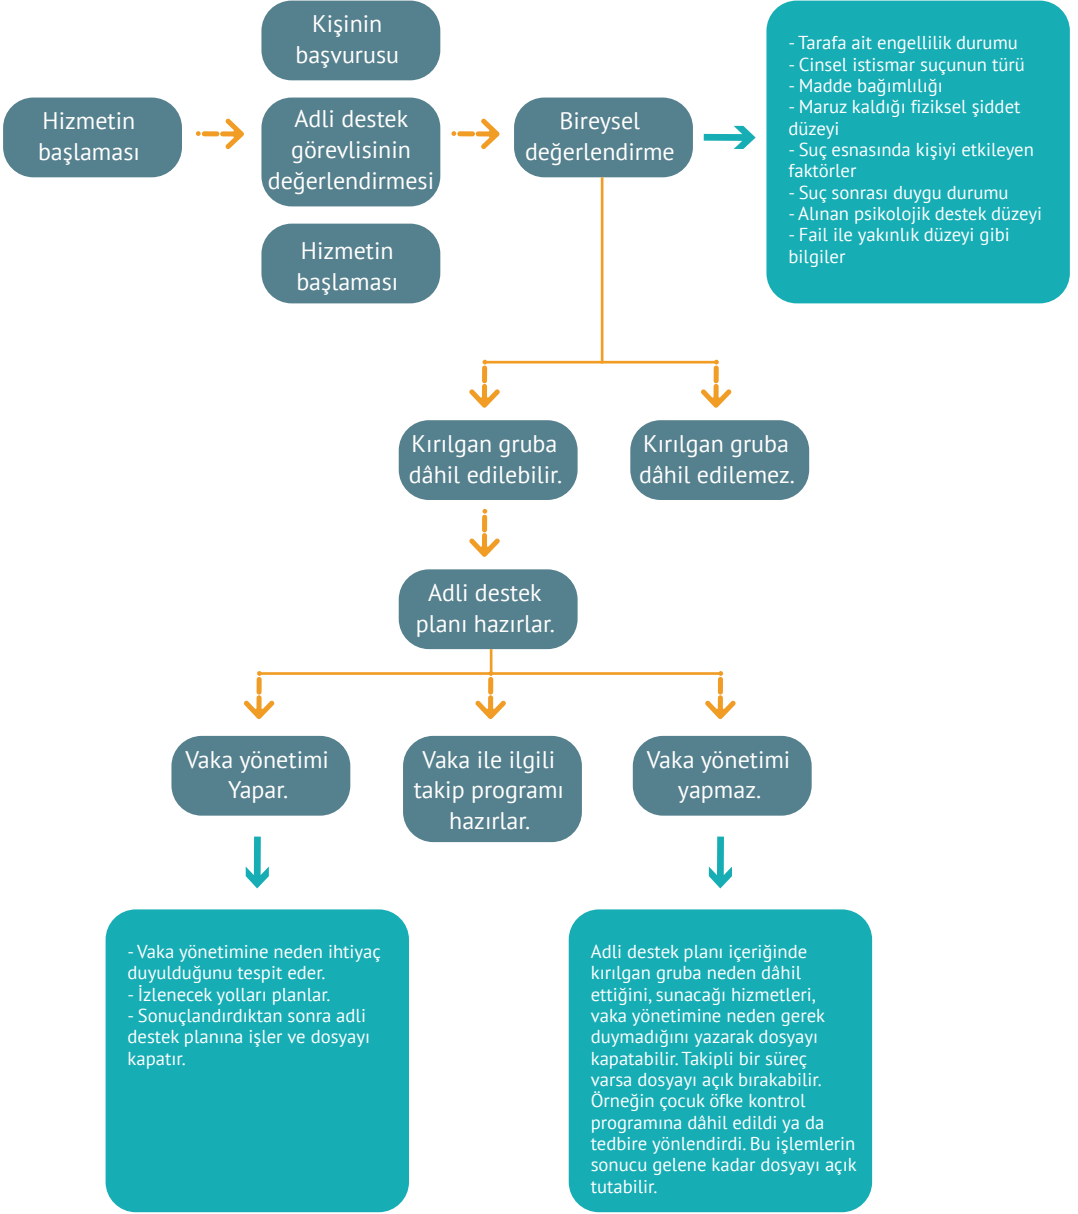 Kişinin
başvurusu
Hizmetin
başlaması
Adli destek
görevlisinin
değerlendirmesi
Hizmetin
başlaması
Bireysel
değerlendirme
- Tarafa ait engellilik durumu
- Cinsel istismar suçunun türü
- Madde bağımlılığı
- Maruz kaldığı fiziksel şiddet
düzeyi
- Suç esnasında kişiyi etkileyen
faktörler
- Suç sonrası duygu durumu
- Alınan psikolojik destek düzeyi
- Fail ile yakınlık düzeyi gibi
bilgiler
Kırılgan gruba
dâhil edilebilir.
Kırılgan gruba
dâhil edilemez.
Adli destek
planı hazırlar.
Vaka yönetimi
Yapar.
Vaka ile ilgili
takip programı
hazırlar.
Vaka yönetimi
yapmaz.
- Vaka yönetimine neden ihtiyaç
duyulduğunu tespit eder.
- İzlenecek yolları planlar.
- Sonuçlandırdıktan sonra adli
destek planına işler ve dosyayı
kapatır.
Adli destek planı içeriğinde
kırılgan gruba neden dâhil
ettiğini, sunacağı hizmetleri,
vaka yönetimine neden gerek
duymadığını yazarak dosyayı
kapatabilir. Takipli bir süreç
varsa dosyayı açık bırakabilir.
Örneğin çocuk öfke kontrol
programına dâhil edildi ya da
tedbire yönlendirdi. Bu işlemlerin
sonucu gelene kadar dosyayı açık
tutabilir.